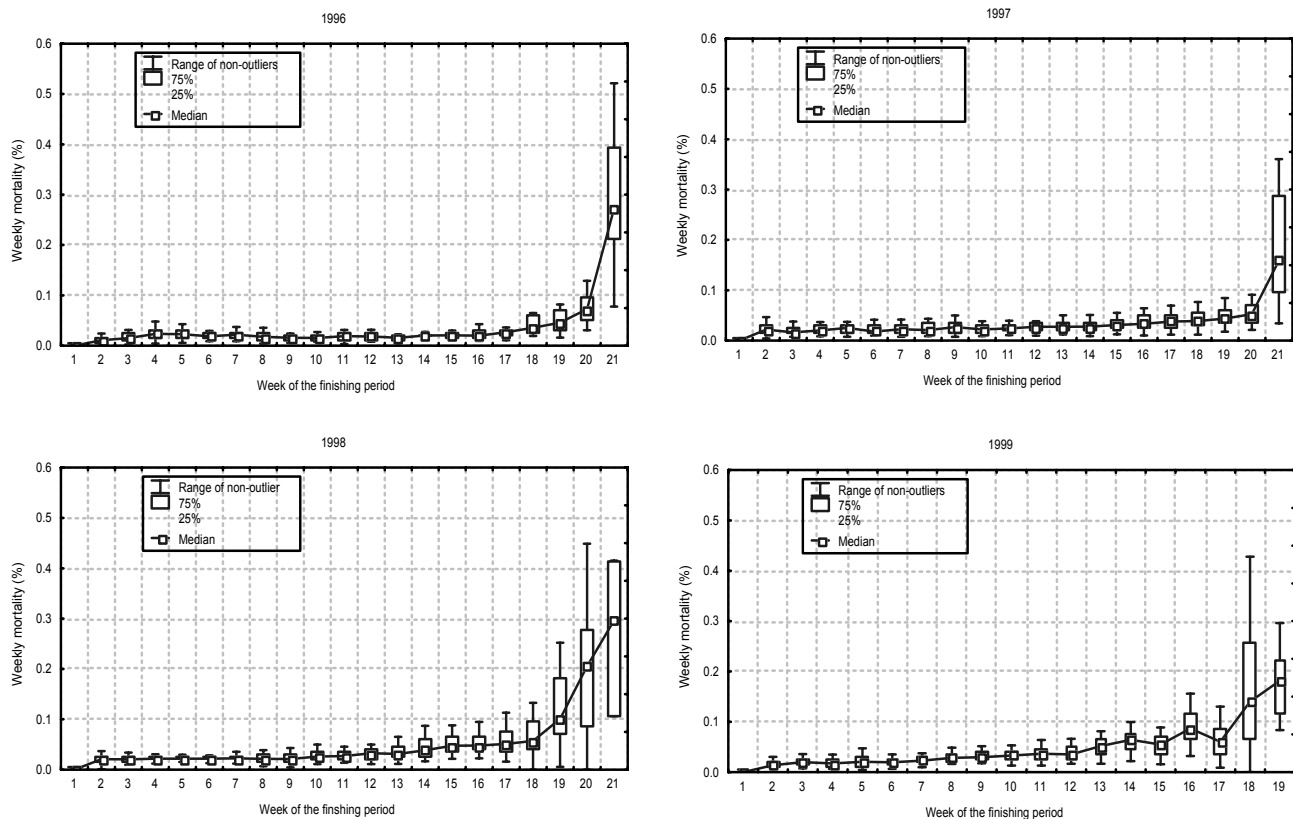 1996
0.6
0.5
0.4
0.3
0.2
0.1
0.0
Weekly mortality (%)
Range of non-outliers
75%
25%
Median
1 2 3 4 5 6 7 8 9 10 11 12 13 14 15 16 17 18 19 20 21
Week of the finishing period
1997
0.6
0.5
0.4
0.3
0.2
0.1
0.0
Weekly mortality (%)
Range of non-outliers
75%
25%
Median
1 2 3 4 5 6 7 8 9 10 11 12 13 14 15 16 17 18 19 20 21
Week of the finishing period
1998
0.6
0.5
0.4
0.3
0.2
0.1
0.0
Weekly mortality (%)
Range of non-outlier
75%
25%
Median
1 2 3 4 5 6 7 8 9 10 11 12 13 14 15 16 17 18 19 20 21
Week of the finshing period
1999
0.6
0.5
0.4
0.3
0.2
0.1
0.0
Weekly mortality (%)
Range of non-outliers
75%
25%
Median
1 2 3 4 5 6 7 8 9 10 11 12 13 14 15 16 17 18 19
Week of the finishing period